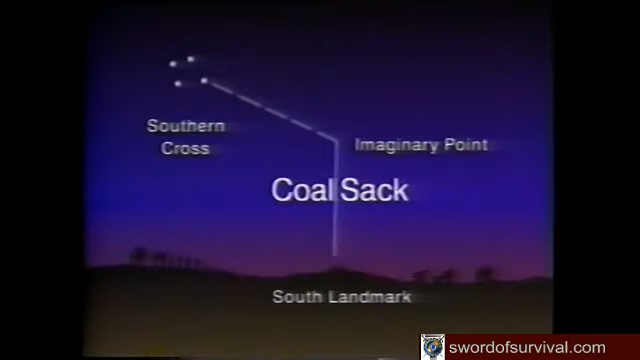 Southern
Cross
Imaginary Point
Coal Sack
South Landmark
swordofsurvival.com